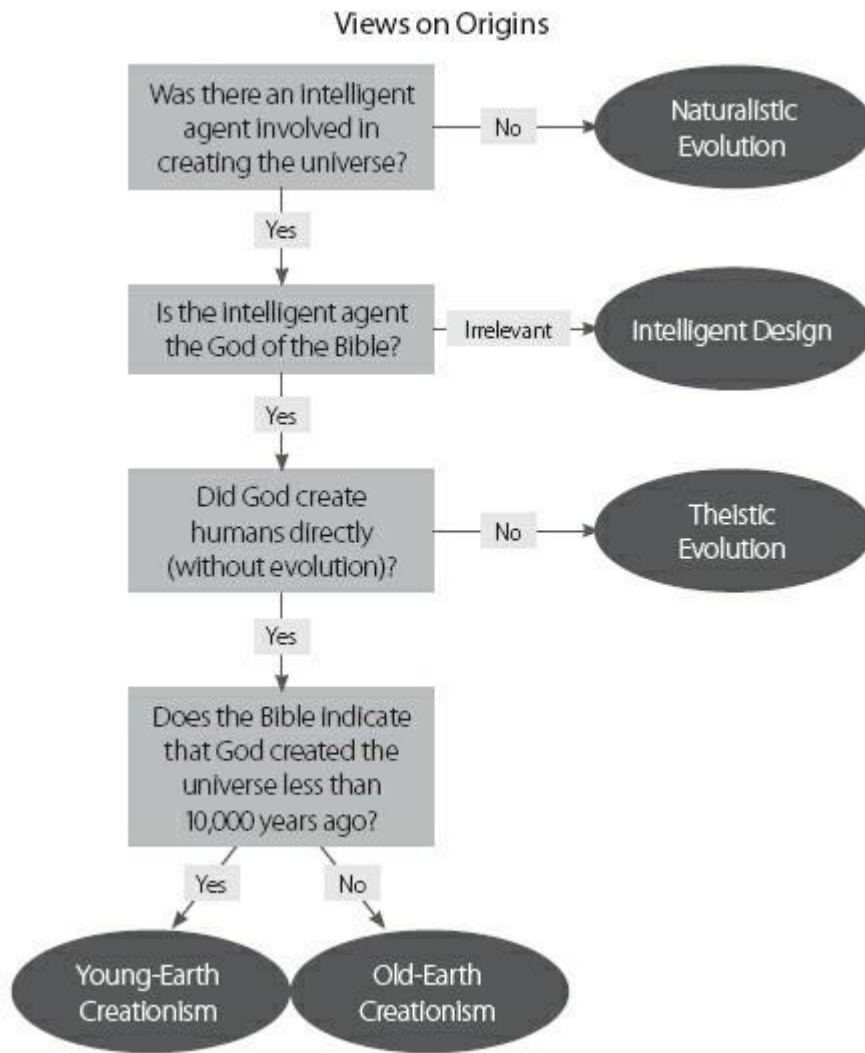 Views on Origins
Was there an intelligent
agent involved in
creating the universe?
No
Naturalistic
Evolution
Yes
Is the intelligent agent
the God of the Bible?
Irrelevant
Intelligent Design
Yes
Did God create
humans directly
(without evolution)?
No
Theistic
Evolution
Yes
Does the Bible indicate
that God created the
universe less than
10,000 years ago?
Yes
No
Young-Earth
Creationism
Old-Earth
Creationism